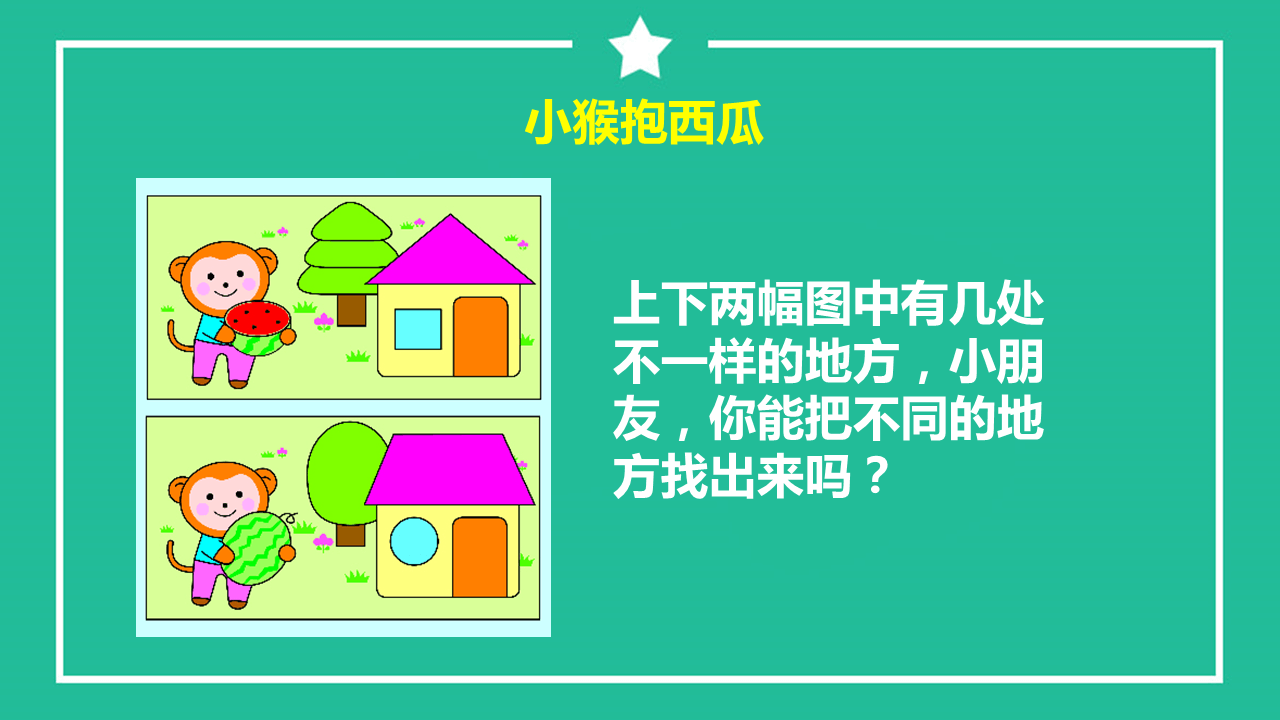 小猴抱西瓜
上下两幅图中有几处
不一样的地方，小朋
友，你能把不同的地
方找出来吗？